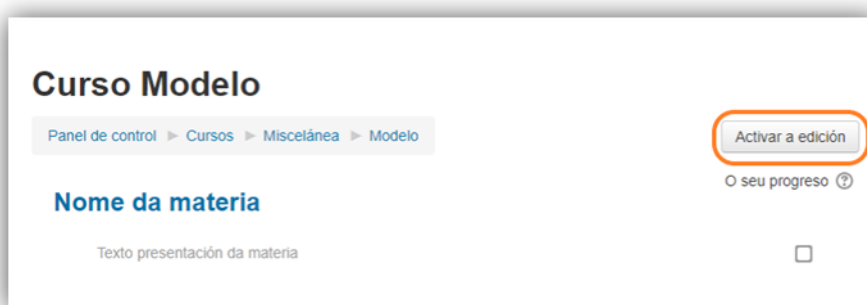 Curso Modelo
Panel de control ► Cursos ► Miscelánea ► Modelo
Activar a edición
O seu progreso ?
Nome da materia
Texto presentación da materia